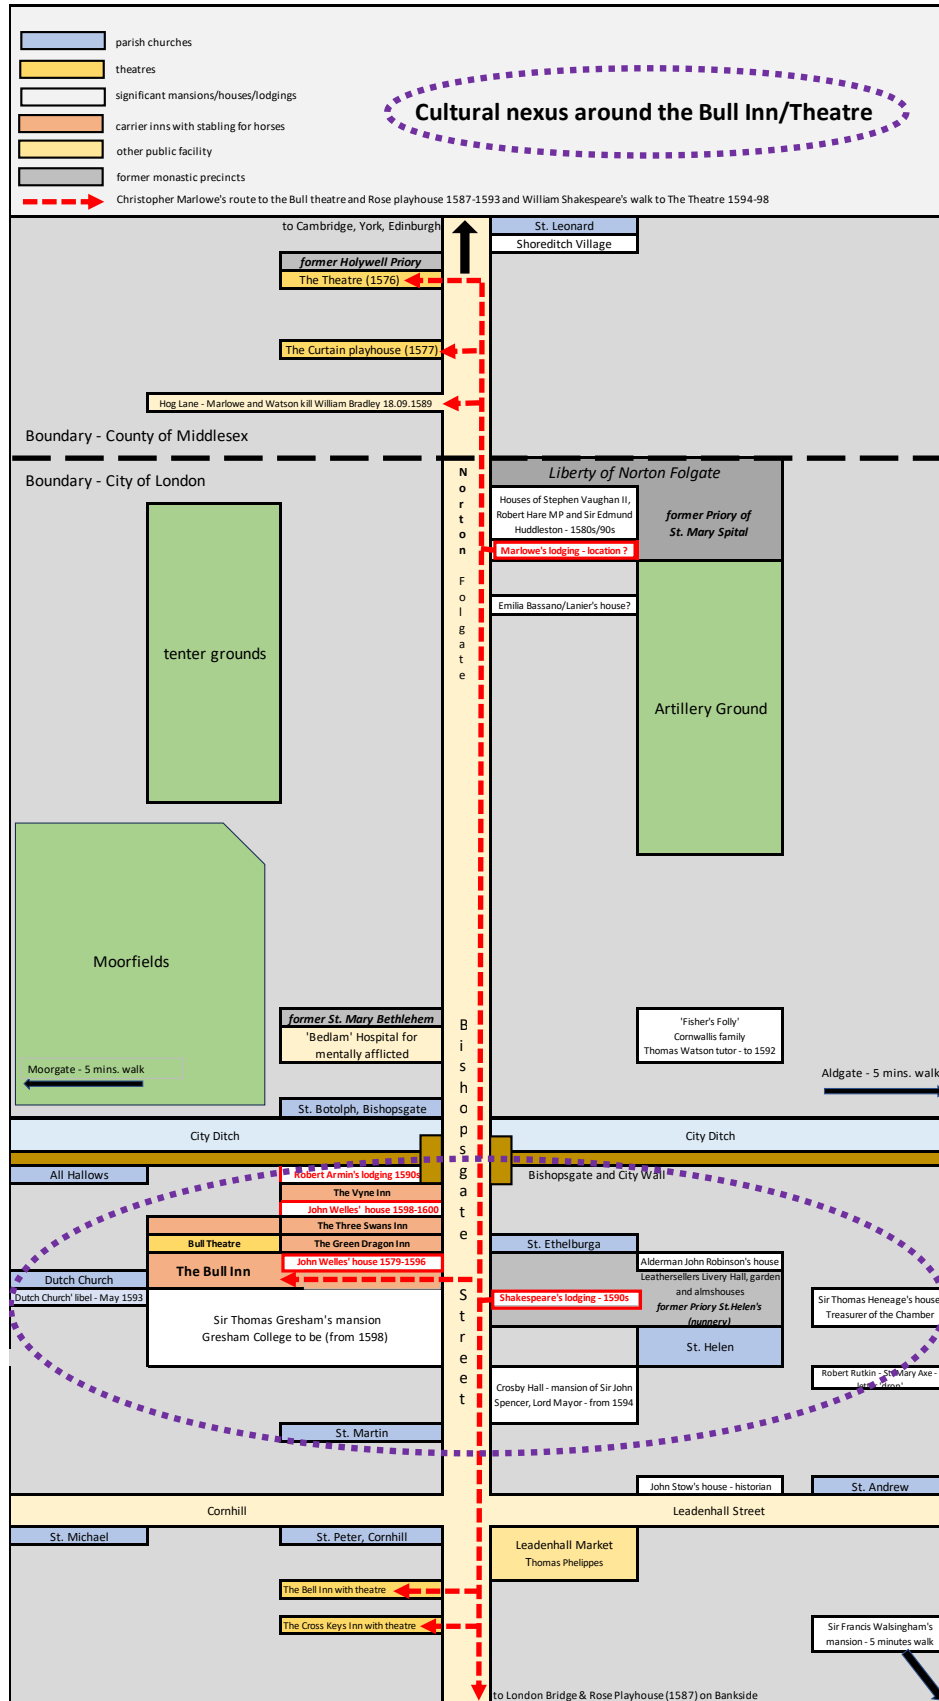 parish churches
theatres
significant mansions/houses/lodgings
carrier inns with stabling for horses
other public facility
former monastic precincts
Christopher Marlowe's route to the Bull theatre and Rose playhouse 1587-1593 and William Shakespeare's walk to The Theatre 1594-98
Cultural nexus around the Bull Inn/Theatre
to Cambridge, York, Edinburgh
St. Leonard
Shoreditch Village
former Holywell Priory
The Theatre (1576)
The Curtain playhouse (1577)
Hog Lane - Marlowe and Watson kill William Bradley 18.09.1589
Boundary - County of Middlesex
Boundary - City of London
Norton Folgate
Liberty of Norton Folgate
Houses of Stephen Vaughan II,
Robert Hare MP and Sir Edmund
Huddleston - 1580s/90s
former Priory of
St. Mary Spital
Marlowe's lodging - location ?
Emilia Bassano/Lanier's house?
tenter grounds
Artillery Ground
Moorfields
former St. Mary Bethlehem
'Bedlam' Hospital for
mentally afflicted
'Fisher's Folly'
Cornwallis family
Thomas Watson tutor - to 1592
Moorgate - 5 mins. walk
Aldgate - 5 mins. walk
St. Botolph, Bishopsgate
Bishopsgate Street
City Ditch
City Ditch
All Hallows
Robert Armin's lodging 1590s
Bishopsgate and City Wall
The Vyne Inn
John Welles' house 1598-1600
The Three Swans Inn
Bull Theatre
The Green Dragon Inn
St. Ethelburga
John Welles' house 1579-1596
Alderman John Robinson's house
The Bull Inn
Dutch Church
Dutch Church' libel - May 1593
Leathersellers Livery Hall, garden
and almshouses
former Priory St.Helen's
(nunnery)
Shakespeare's lodging - 1590s
Sir Thomas Heneage's house
Treasurer of the Chamber
Sir Thomas Gresham's mansion
Gresham College to be (from 1598)
St. Helen
Robert Rutkin - St Mary Axe -
letter 'drop'
Crosby Hall - mansion of Sir John
Spencer, Lord Mayor - from 1594
St. Martin
John Stow's house - historian
St. Andrew
Cornhill
Leadenhall Street
St. Michael
St. Peter, Cornhill
Leadenhall Market
Thomas Phelippes
The Bell Inn with theatre
The Cross Keys Inn with theatre
Sir Francis Walsingham's
mansion - 5 minutes walk
to London Bridge & Rose Playhouse (1587) on Bankside